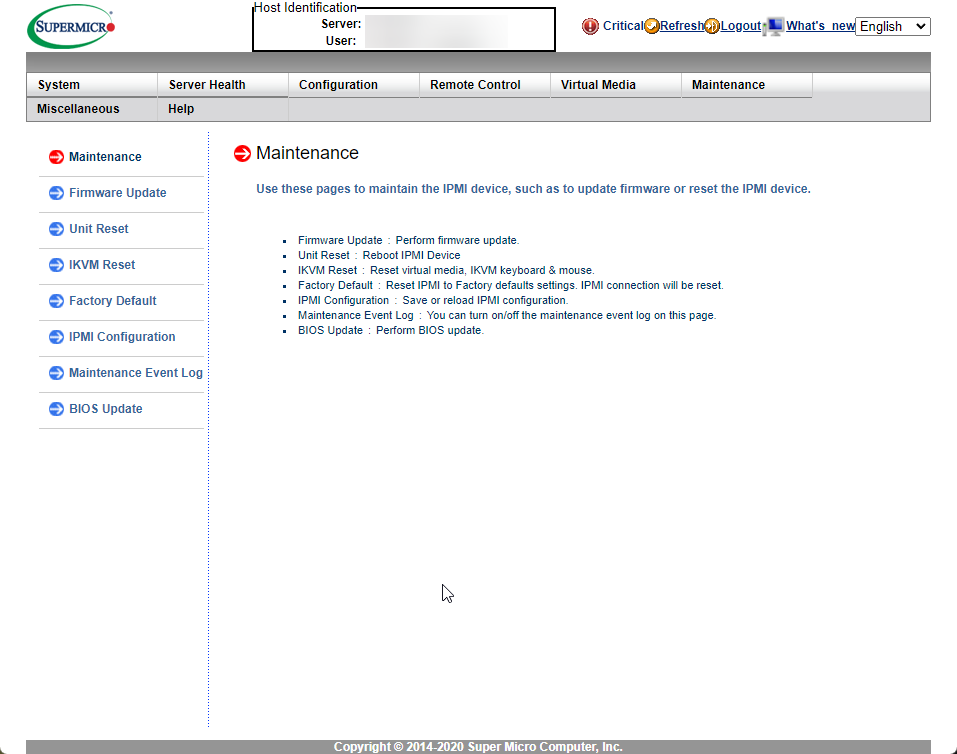 SUPERMICRO
Host Identification
Server:
User:
Critical Refresh Logout What's new English
System Server Health Configuration Remote Control Virtual Media Maintenance
Miscellaneous Help
Maintenance
Firmware Update
Unit Reset
IKVM Reset
Factory Default
IPMI Configuration
Maintenance Event Log
BIOS Update
Maintenance
Use these pages to maintain the IPMI device, such as to update firmware or reset the IPMI device.
Firmware Update : Perform firmware update.
Unit Reset : Reboot IPMI Device
IKVM Reset : Reset virtual media, IKVM keyboard & mouse.
Factory Default : Reset IPMI to Factory defaults settings. IPMI connection will be reset.
IPMI Configuration : Save or reload IPMI configuration.
Maintenance Event Log : You can turn on/off the maintenance event log on this page.
BIOS Update : Perform BIOS update.
Copyright © 2014-2020 Super Micro Computer, Inc.